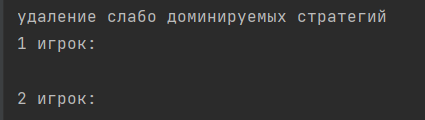 удаление слабо доминируемых стратегий
1 игрок:
2 игрок: